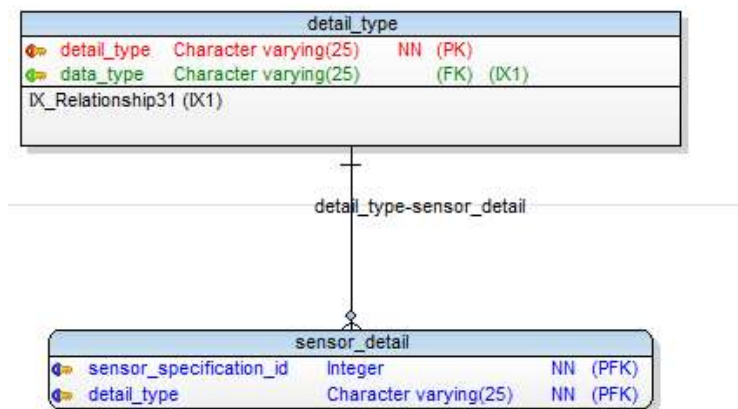 detail_type
detail_type Character varying(25) NN (PK)
data_type Character varying(25) (FK) (IX1)
IX_Relationship31 (IX1)
detail_type-sensor_detail
sensor_detail
sensor_specification_id Integer NN (PFK)
detail_type Character varying(25) NN (PFK)